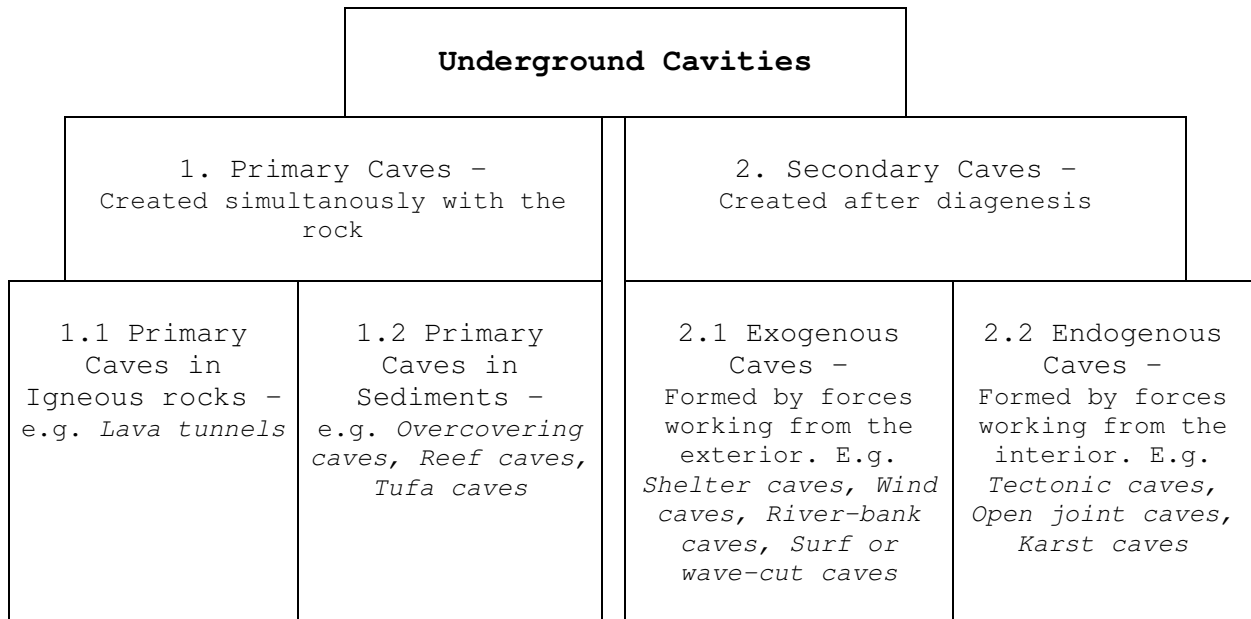 Underground Cavities
1. Primary Caves –
Created simultanously with the
rock
2. Secondary Caves –
Created after diagenesis
1.1 Primary
Caves in
Igneous rocks –
e.g. Lava tunnels
1.2 Primary
Caves in
Sediments –
e.g. Overcovering
caves, Reef caves,
Tufa caves
2.1 Exogenous
Caves –
Formed by forces
working from the
exterior. E.g.
Shelter caves, Wind
caves, River-bank
caves, Surf or
wave-cut caves
2.2 Endogenous
Caves –
Formed by forces
working from the
interior. E.g.
Tectonic caves,
Open joint caves,
Karst caves